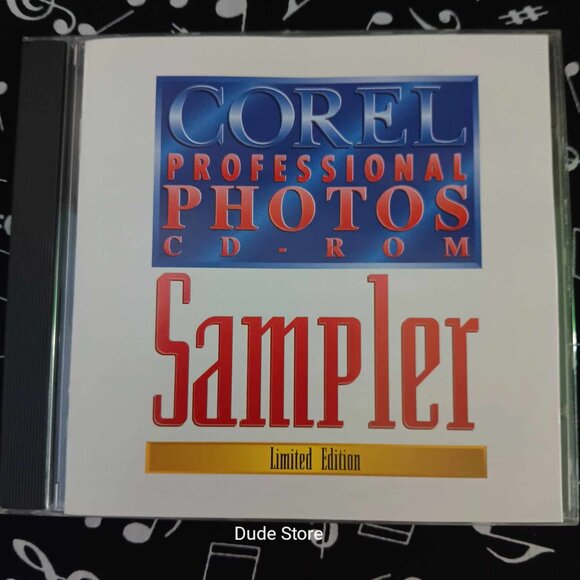 COREL
PROFESSIONAL
PHOTOS
CD-ROM
Sampler
Limited Edition
Dude Store